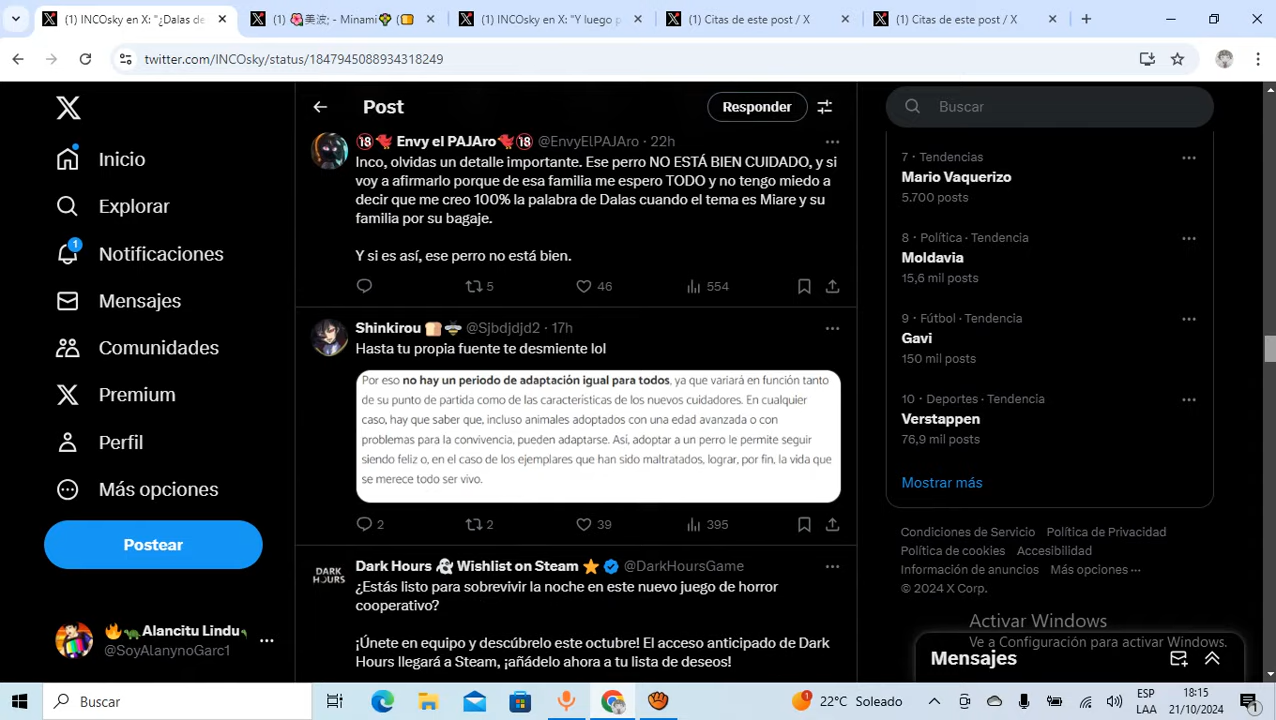 (1) INCOsky en X: "¿Dalas de
(1) 🌺美波; - Minami🌳
(1) INCOsky en X: "Y luego p
(1) Citas de este post / X
(1) Citas de este post / X
twitter.com/INCOsky/status/1847945088934318249
Inicio
Explorar
1
Notificaciones
Mensajes
Comunidades
Premium
Perfil
Más opciones
Postear
🔥🐢Alancitu Lindu
@SoyAlanynoGarc1
Post
Responder
🔞🐦Envy el PAJAro🐦🔞 @EnvyElPAJAro · 22h
Inco, olvidas un detalle importante. Ese perro NO ESTÁ BIEN CUIDADO, y si
voy a afirmarlo porque de esa familia me espero TODO y no tengo miedo a
decir que me creo 100% la palabra de Dalas cuando el tema es Miare y su
familia por su bagaje.
Y si es así, ese perro no está bien.
5 46 554
Shinkirou 🍞🐝 @Sjbdjdjd2 · 17h
Hasta tu propia fuente te desmiente lol
Por eso no hay un periodo de adaptación igual para todos, ya que variará en función tanto
de su punto de partida como de las características de los nuevos cuidadores. En cualquier
caso, hay que saber que, incluso animales adoptados con una edad avanzada o con
problemas para la convivencia, pueden adaptarse. Asi, adoptar a un perro le permite seguir
siendo feliz o, en el caso de los ejemplares que han sido maltratados, lograr, por fin, la vida que
se merece todo ser vivo.
2 2 39 395
DARK HOURS
Dark Hours 👻 Wishlist on Steam ⭐ @DarkHoursGame
¿Estás listo para sobrevivir la noche en este nuevo juego de horror
cooperativo?
¡Únete en equipo y descúbrelo este octubre! El acceso anticipado de Dark
Hours llegará a Steam, ¡añádelo ahora a tu lista de deseos!
Buscar
7 · Tendencias
Mario Vaquerizo
5.700 posts
8 · Política · Tendencia
Moldavia
15,6 mil posts
9 · Fútbol · Tendencia
Gavi
150 mil posts
10 · Deportes · Tendencia
Verstappen
76,9 mil posts
Mostrar más
Condiciones de Servicio Política de Privacidad
Política de cookies Accesibilidad
Información de anuncios Más opciones ···
© 2024 X Corp.
Activar Windows
Ve a Configuración para activar Windows.
Mensajes
Buscar
1
22°C Soleado
ESP
LAA
18:15
21/10/2024
1